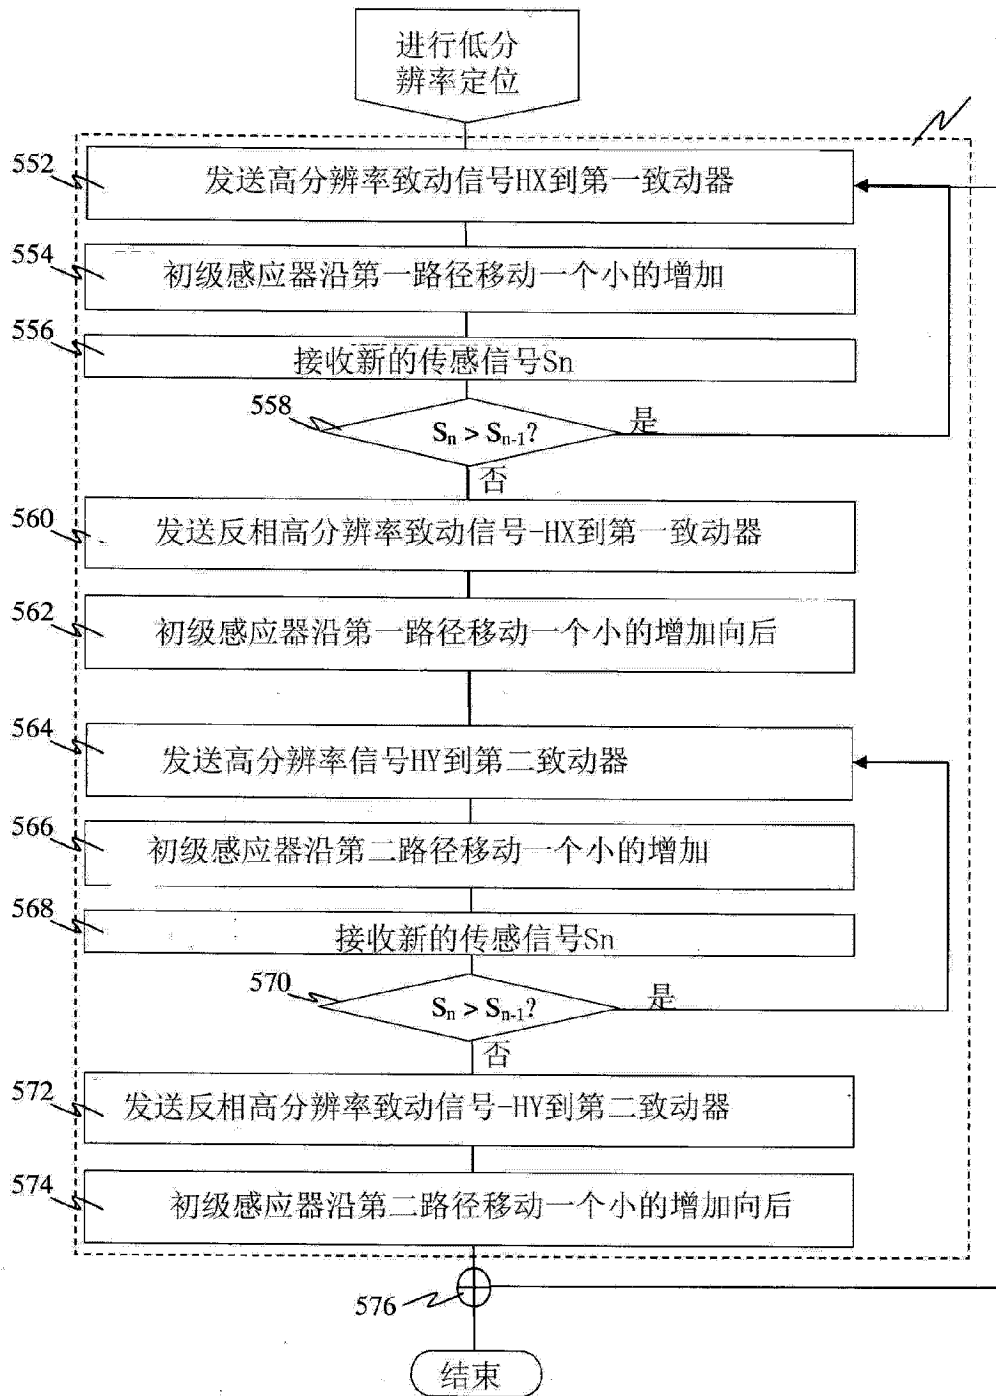 进行低分
辨率定位
552
发送高分辨率致动信号HX到第一致动器
554
初级感应器沿第一路径移动一个小的增加
556
接收新的传感信号Sn
558
Sn > Sn-1?
是
否
560
发送反相高分辨率致动信号-HX到第一致动器
562
初级感应器沿第一路径移动一个小的增加向后
564
发送高分辨率信号HY到第二致动器
566
初级感应器沿第二路径移动一个小的增加
568
接收新的传感信号Sn
570
Sn > Sn-1?
是
否
572
发送反相高分辨率致动信号-HY到第二致动器
574
初级感应器沿第二路径移动一个小的增加向后
576
结束